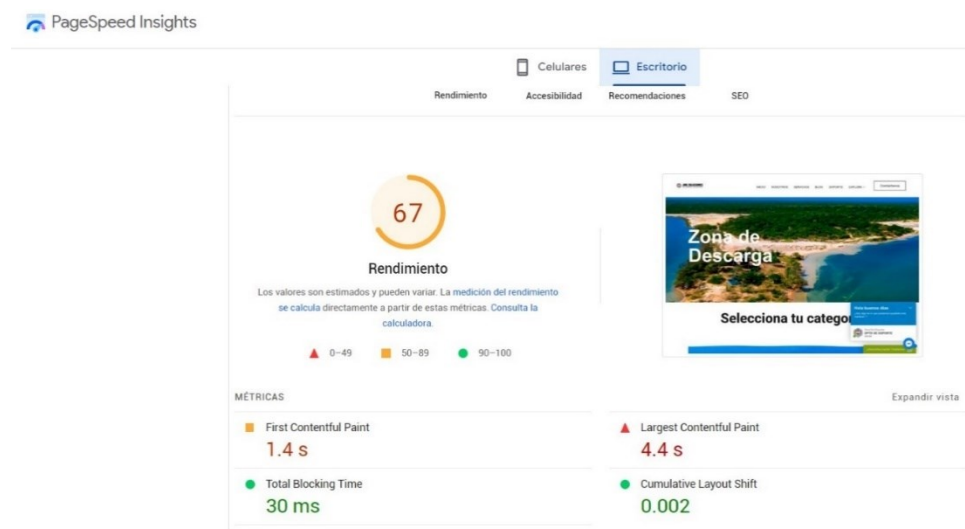 PageSpeed Insights
Celulares
Escritorio
Rendimiento
Accesibilidad
Recomendaciones
SEO
67
Rendimiento
Los valores son estimados y pueden variar. La medición del rendimiento
se calcula directamente a partir de estas métricas. Consulta la
calculadora.
0–49
50–89
90–100
Zona de
Descarga
Selecciona tu catego
MÉTRICAS
Expandir vista
First Contentful Paint
1.4 s
Largest Contentful Paint
4.4 s
Total Blocking Time
30 ms
Cumulative Layout Shift
0.002